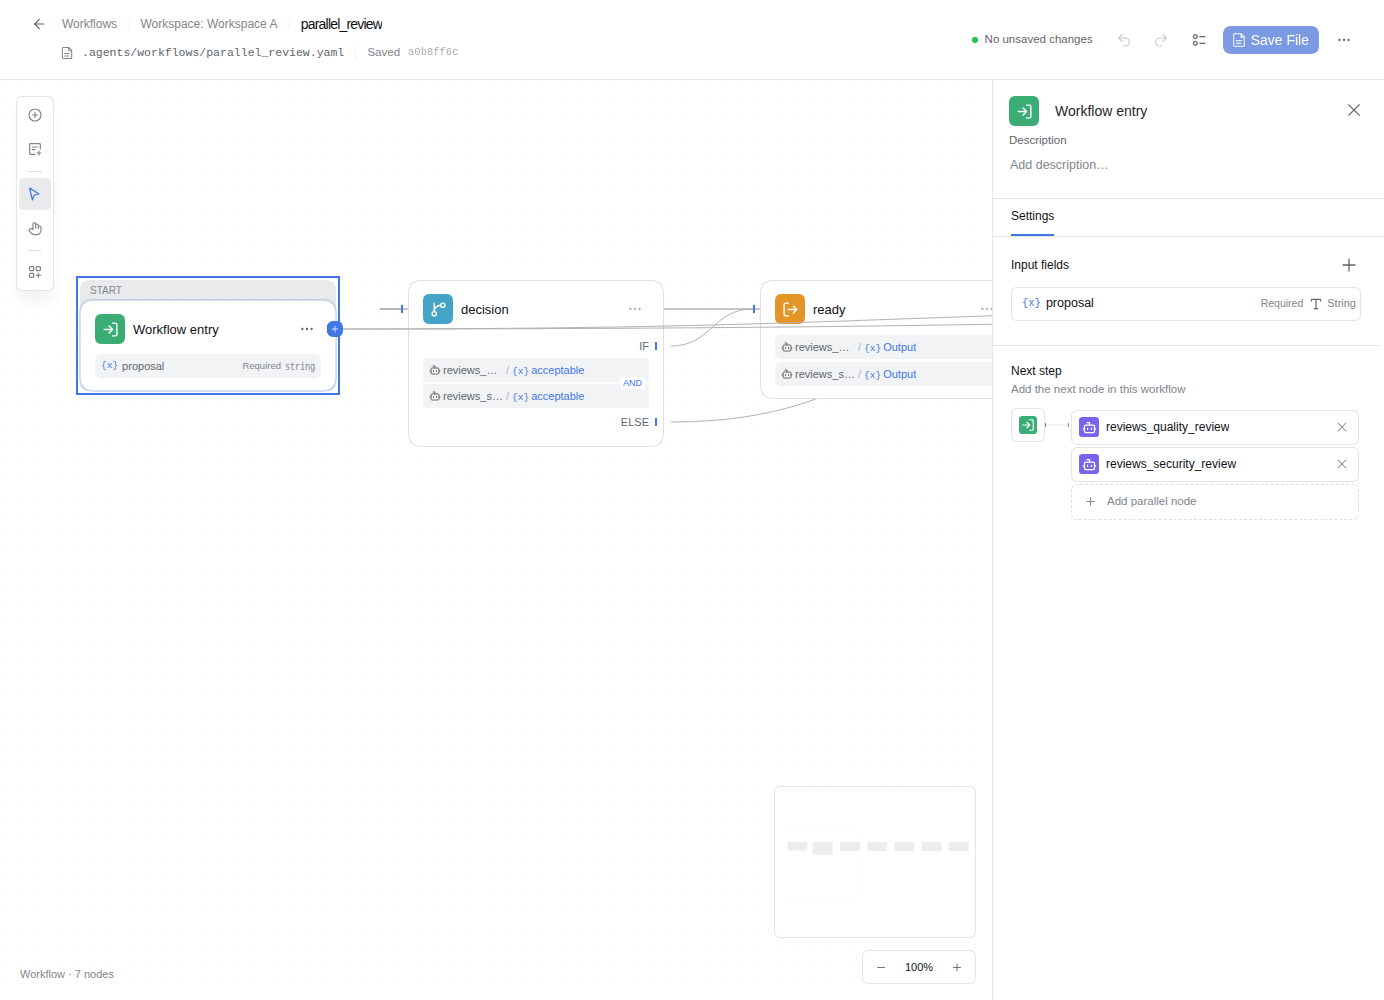 Workflows / Workspace: Workspace A / parallel_review
.agents/workflows/parallel_review.yaml Saved a0b8ff6c
No unsaved changes
Save File
START
Workflow entry
{x} proposal Required string
decision
IF
reviews_… / {x} acceptable
AND
reviews_s… / {x} acceptable
ELSE
ready
reviews_… / {x} Output
reviews_s… / {x} Output
Workflow · 7 nodes
100%
Workflow entry
Description
Add description…
Settings
Input fields
{x} proposal Required String
Next step
Add the next node in this workflow
reviews_quality_review
reviews_security_review
Add parallel node